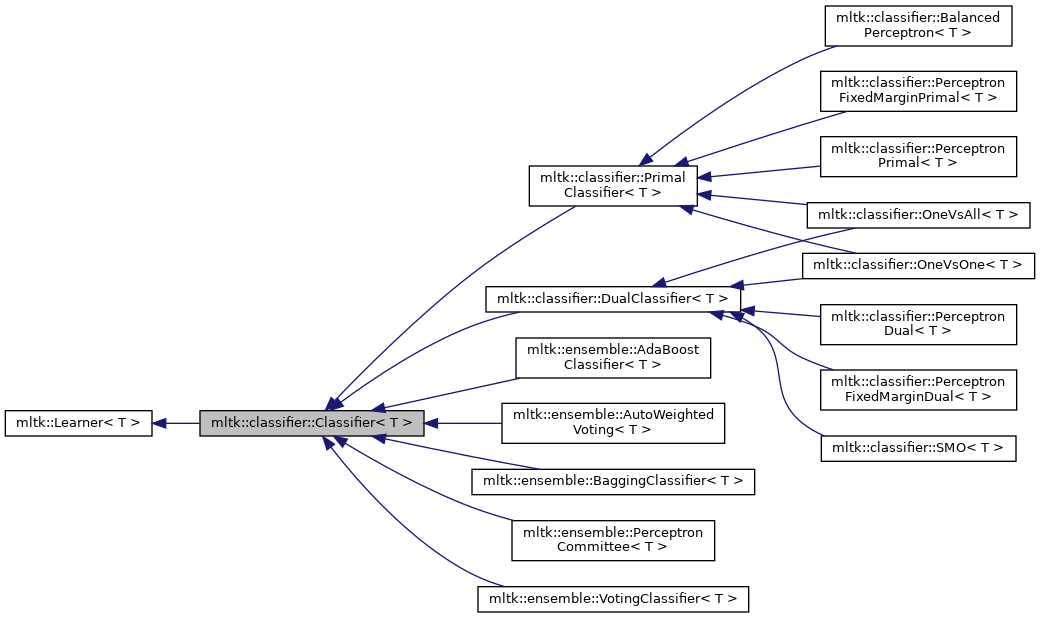 mltk::classifier::Balanced
Perceptron< T >
mltk::classifier::Perceptron
FixedMarginPrimal< T >
mltk::classifier::Perceptron
Primal< T >
mltk::classifier::Primal
Classifier< T >
mltk::classifier::OneVsAll< T >
mltk::classifier::OneVsOne< T >
mltk::classifier::DualClassifier< T >
mltk::classifier::Perceptron
Dual< T >
mltk::ensemble::AdaBoost
Classifier< T >
mltk::classifier::Perceptron
FixedMarginDual< T >
mltk::Learner< T >
mltk::classifier::Classifier< T >
mltk::ensemble::AutoWeighted
Voting< T >
mltk::classifier::SMO< T >
mltk::ensemble::BaggingClassifier< T >
mltk::ensemble::Perceptron
Committee< T >
mltk::ensemble::VotingClassifier< T >